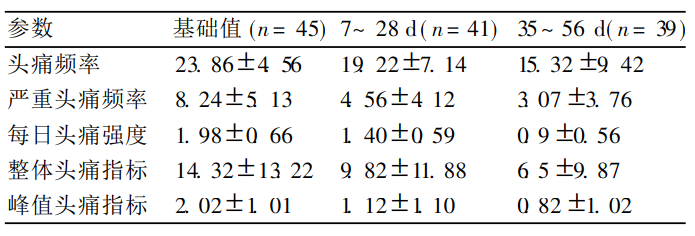 参数 基础值 (n= 45) 7~ 28 d(n= 41) 35~ 56 d(n= 39)
头痛频率 23. 86±4. 56 19. 22±7. 14 15. 32±9. 42
严重头痛频率 8. 24±5. 13 4. 56±4. 12 3. 07±3. 76
每日头痛强度 1. 98±0. 66 1. 40±0. 59 0. 9±0. 56
整体头痛指标 14. 32±13. 22 9. 82±11. 88 6. 5±9. 87
峰值头痛指标 2. 02±1. 01 1. 12±1. 10 0. 82±1. 02